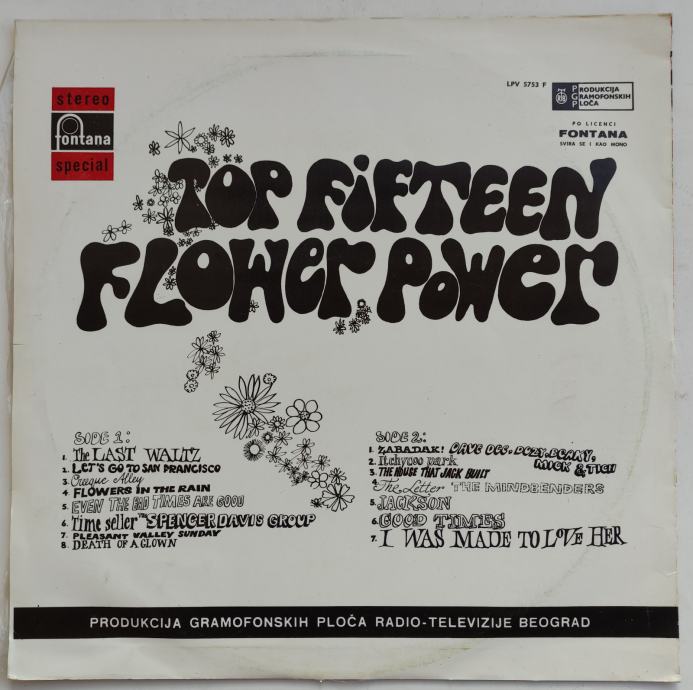 stereo
fontana
special
LPV 5753 F
PGP
PRODUKCIJA
GRAMOFONSKIH
PLOČA
PO LICENCI
FONTANA
SVIRA SE I KAO MONO
TOP FiFTEEN
FLOWer POWer
SIDE 1:
1. The LAST WALTZ
2. LET'S GO TO SAN FRANCISCO
3. Creeque Alley
4. FLOWERS IN THE RAIN
5. EVEN THE BAD TIMES ARE GOOD
6. Time seller THE SPENCER DAVIS GROUP
7. PLEASANT VALLEY SUNDAY
8. DEATH OF A CLOWN
SIDE 2:
1. ZABADAK! DAVE DEE. DOZY. BEAKY,
MICK & TICH
2. Itchycoo park
3. THE HOUSE THAT JACK BUILT
4. The Letter THE MINDBENDERS
5. JACKSON
6. GOOD TIMES
7. I WAS MADE TO LOVE HER
PRODUKCIJA GRAMOFONSKIH PLOČA RADIO-TELEVIZIJE BEOGRAD